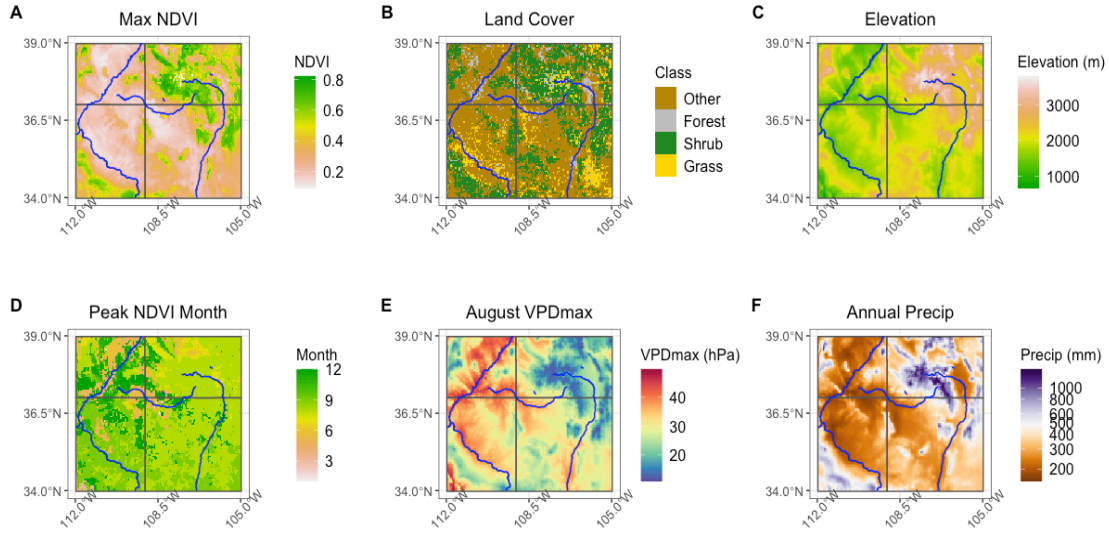 A
Max NDVI
39.0°N
36.5°N
34.0°N
112.0°W
108.5°W
105.0°W
NDVI
0.8
0.6
0.4
0.2
B
Land Cover
39.0°N
36.5°N
34.0°N
112.0°W
108.5°W
105.0°W
Class
Other
Forest
Shrub
Grass
C
Elevation
39.0°N
36.5°N
34.0°N
112.0°W
108.5°W
105.0°W
Elevation (m)
3000
2000
1000
D
Peak NDVI Month
39.0°N
36.5°N
34.0°N
112.0°W
108.5°W
105.0°W
Month
12
9
6
3
E
August VPDmax
39.0°N
36.5°N
34.0°N
112.0°W
108.5°W
105.0°W
VPDmax (hPa)
40
30
20
F
Annual Precip
39.0°N
36.5°N
34.0°N
112.0°W
108.5°W
105.0°W
Precip (mm)
1000
800
600
500
400
300
200